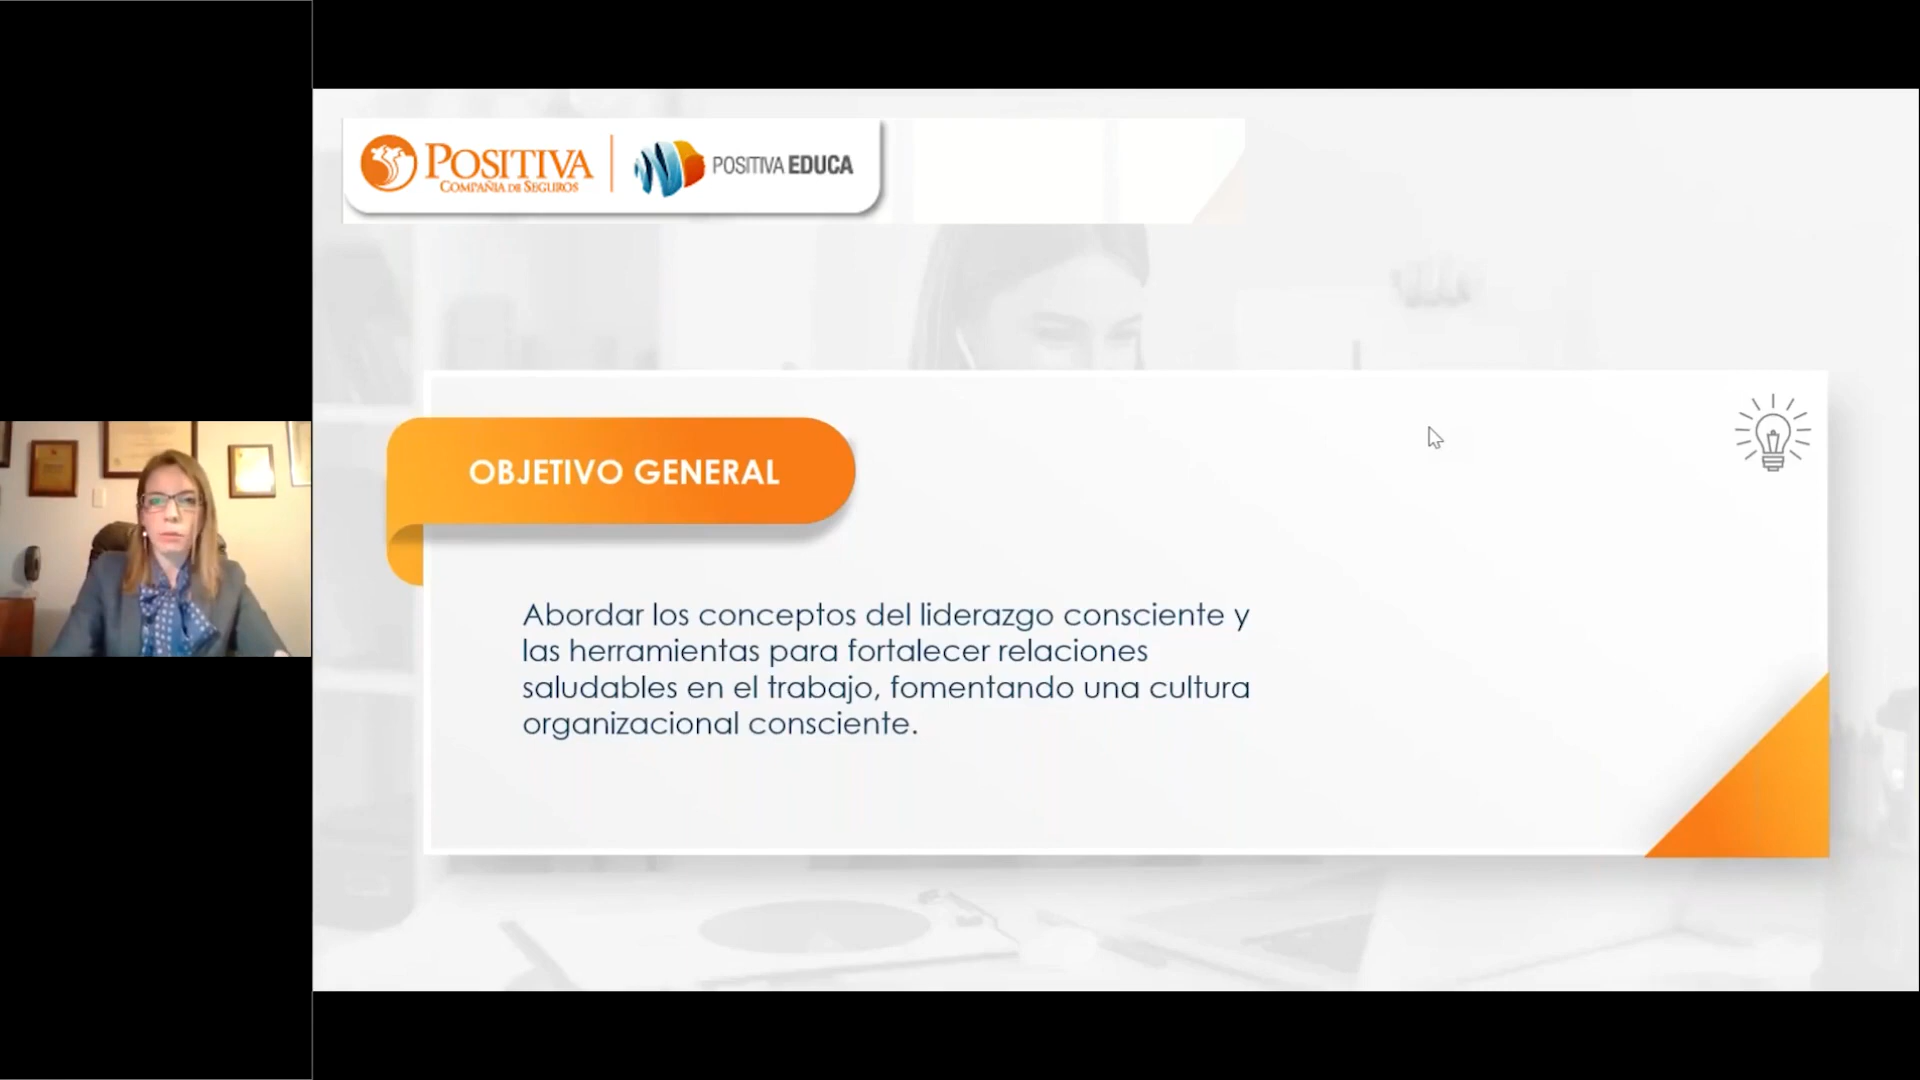 POSITIVA
COMPAÑIA DE SEGUROS
POSITIVA EDUCA
OBJETIVO GENERAL
Abordar los conceptos del liderazgo consciente y
las herramientas para fortalecer relaciones
saludables en el trabajo, fomentando una cultura
organizacional consciente.